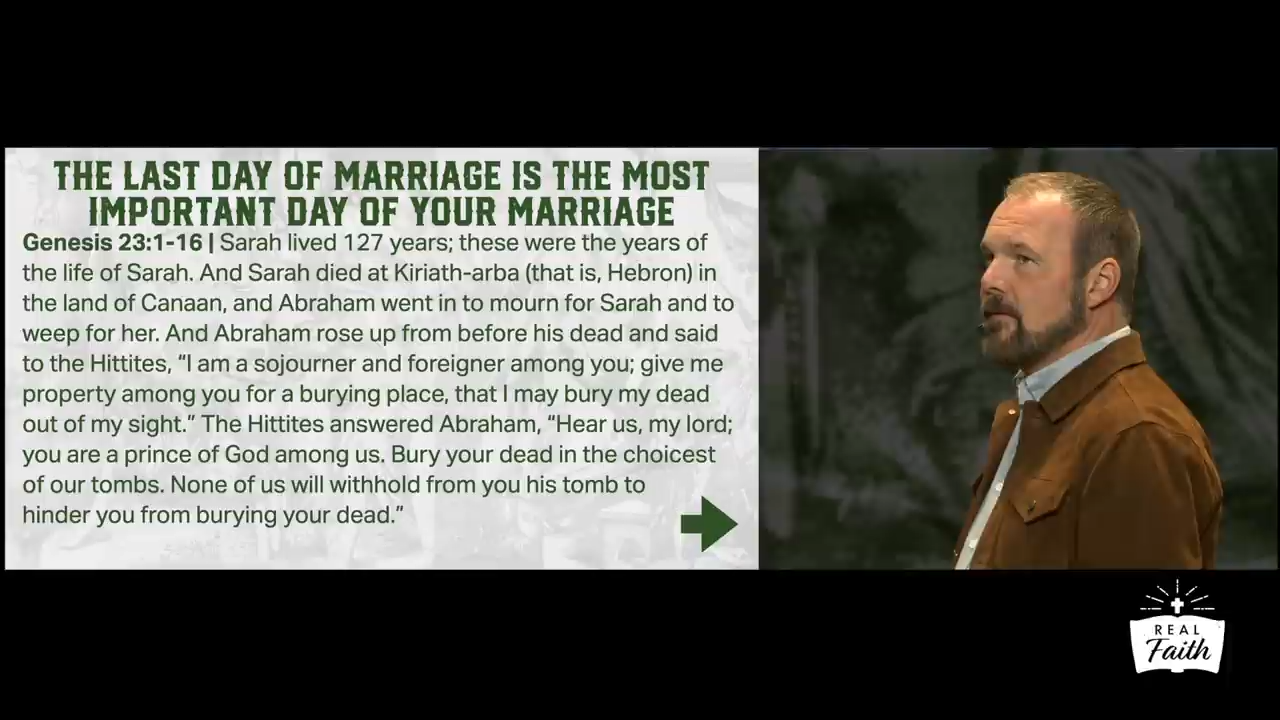 THE LAST DAY OF MARRIAGE IS THE MOST
IMPORTANT DAY OF YOUR MARRIAGE
Genesis 23:1-16 | Sarah lived 127 years; these were the years of
the life of Sarah. And Sarah died at Kiriath-arba (that is, Hebron) in
the land of Canaan, and Abraham went in to mourn for Sarah and to
weep for her. And Abraham rose up from before his dead and said
to the Hittites, “I am a sojourner and foreigner among you; give me
property among you for a burying place, that I may bury my dead
out of my sight.” The Hittites answered Abraham, “Hear us, my lord;
you are a prince of God among us. Bury your dead in the choicest
of our tombs. None of us will withhold from you his tomb to
hinder you from burying your dead.”
REAL
Faith